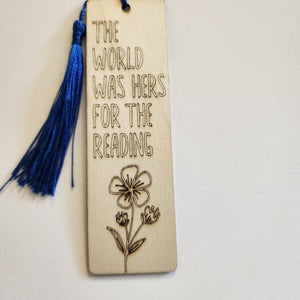 THE
WORLD
WAS HERS
FOR THE
READING